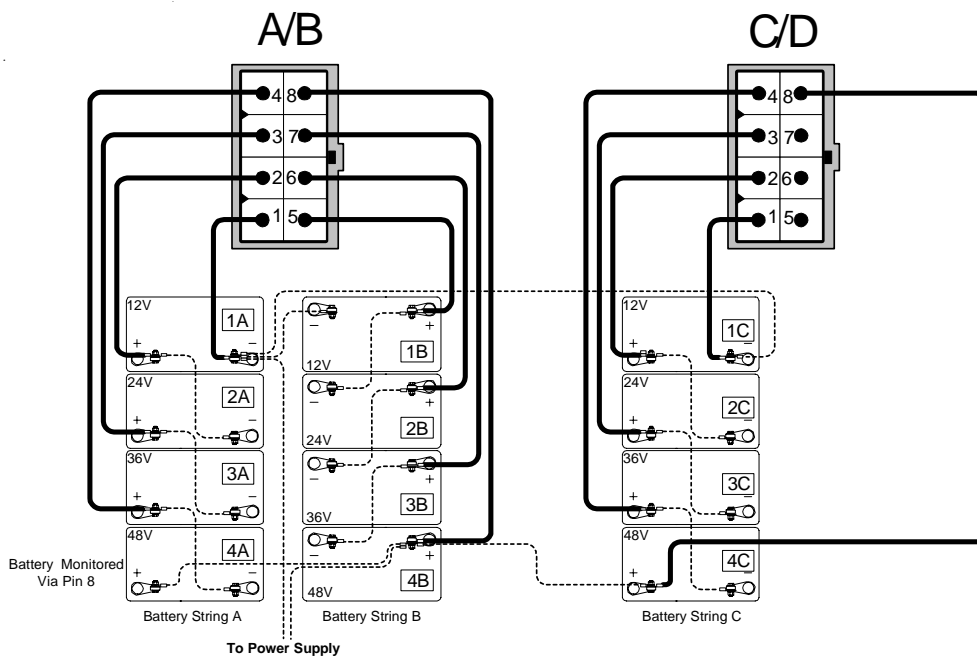 A/B
C/D
4 8
3 7
2 6
1 5
4 8
3 7
2 6
1 5
12V
1A
+
−
24V
2A
+
−
36V
3A
+
−
48V
4A
+
−
−
+
12V
1B
−
+
24V
2B
−
+
36V
3B
−
+
48V
4B
12V
1C
+
−
24V
2C
+
−
36V
3C
+
−
48V
4C
+
−
Battery Monitored
Via Pin 8
Battery String A
Battery String B
Battery String C
To Power Supply